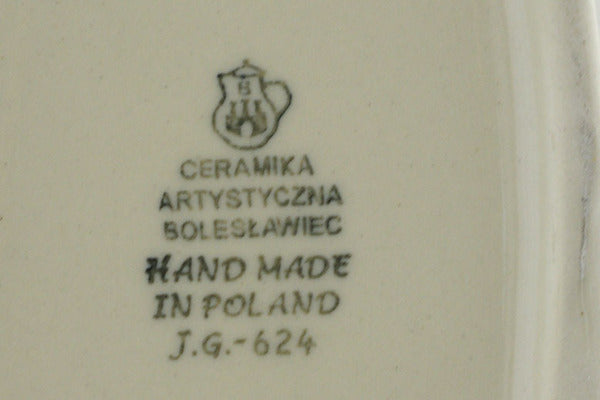 B
CERAMIKA
ARTYSTYCZNA
BOLESŁAWIEC
HAND MADE
IN POLAND
J.G.-624